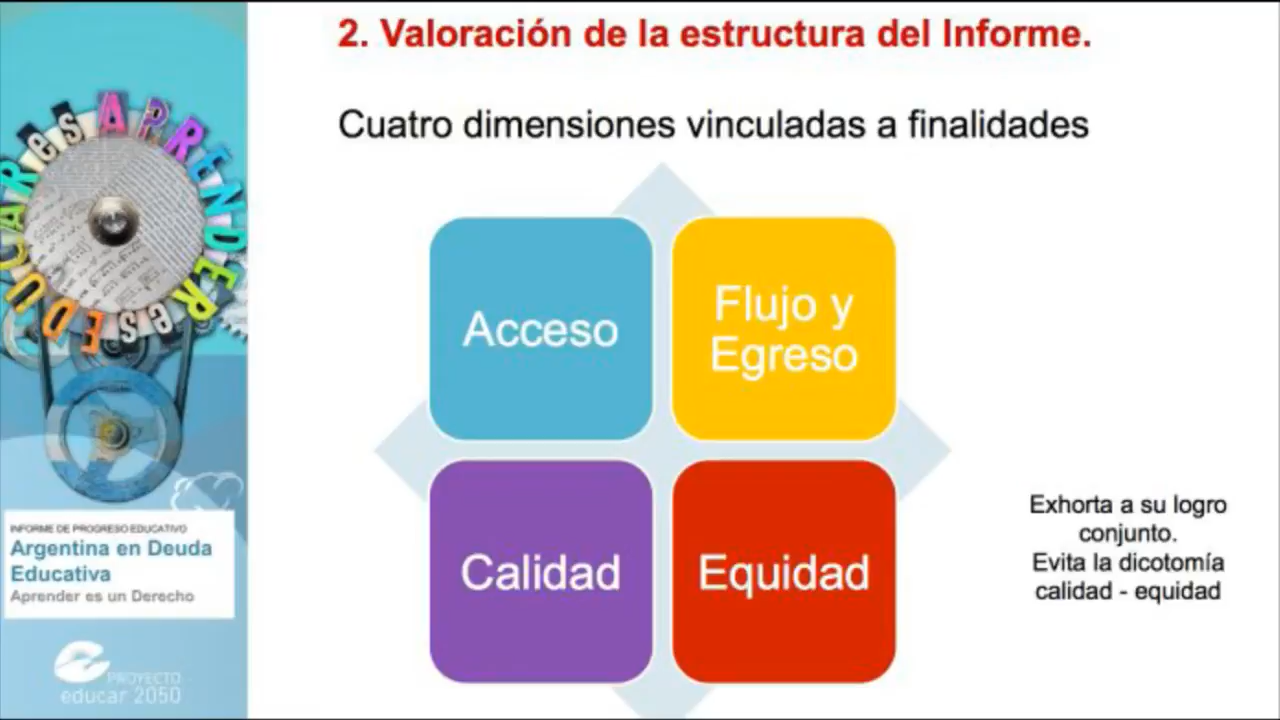 2. Valoración de la estructura del Informe.
Cuatro dimensiones vinculadas a finalidades
Acceso
Flujo y
Egreso
Calidad
Equidad
Exhorta a su logro
conjunto.
Evita la dicotomía
calidad - equidad
APRENDER es EDUCAR es
INFORME DE PROGRESO EDUCATIVO
Argentina en Deuda
Educativa
Aprender es un Derecho
PROYECTO
educar 2050